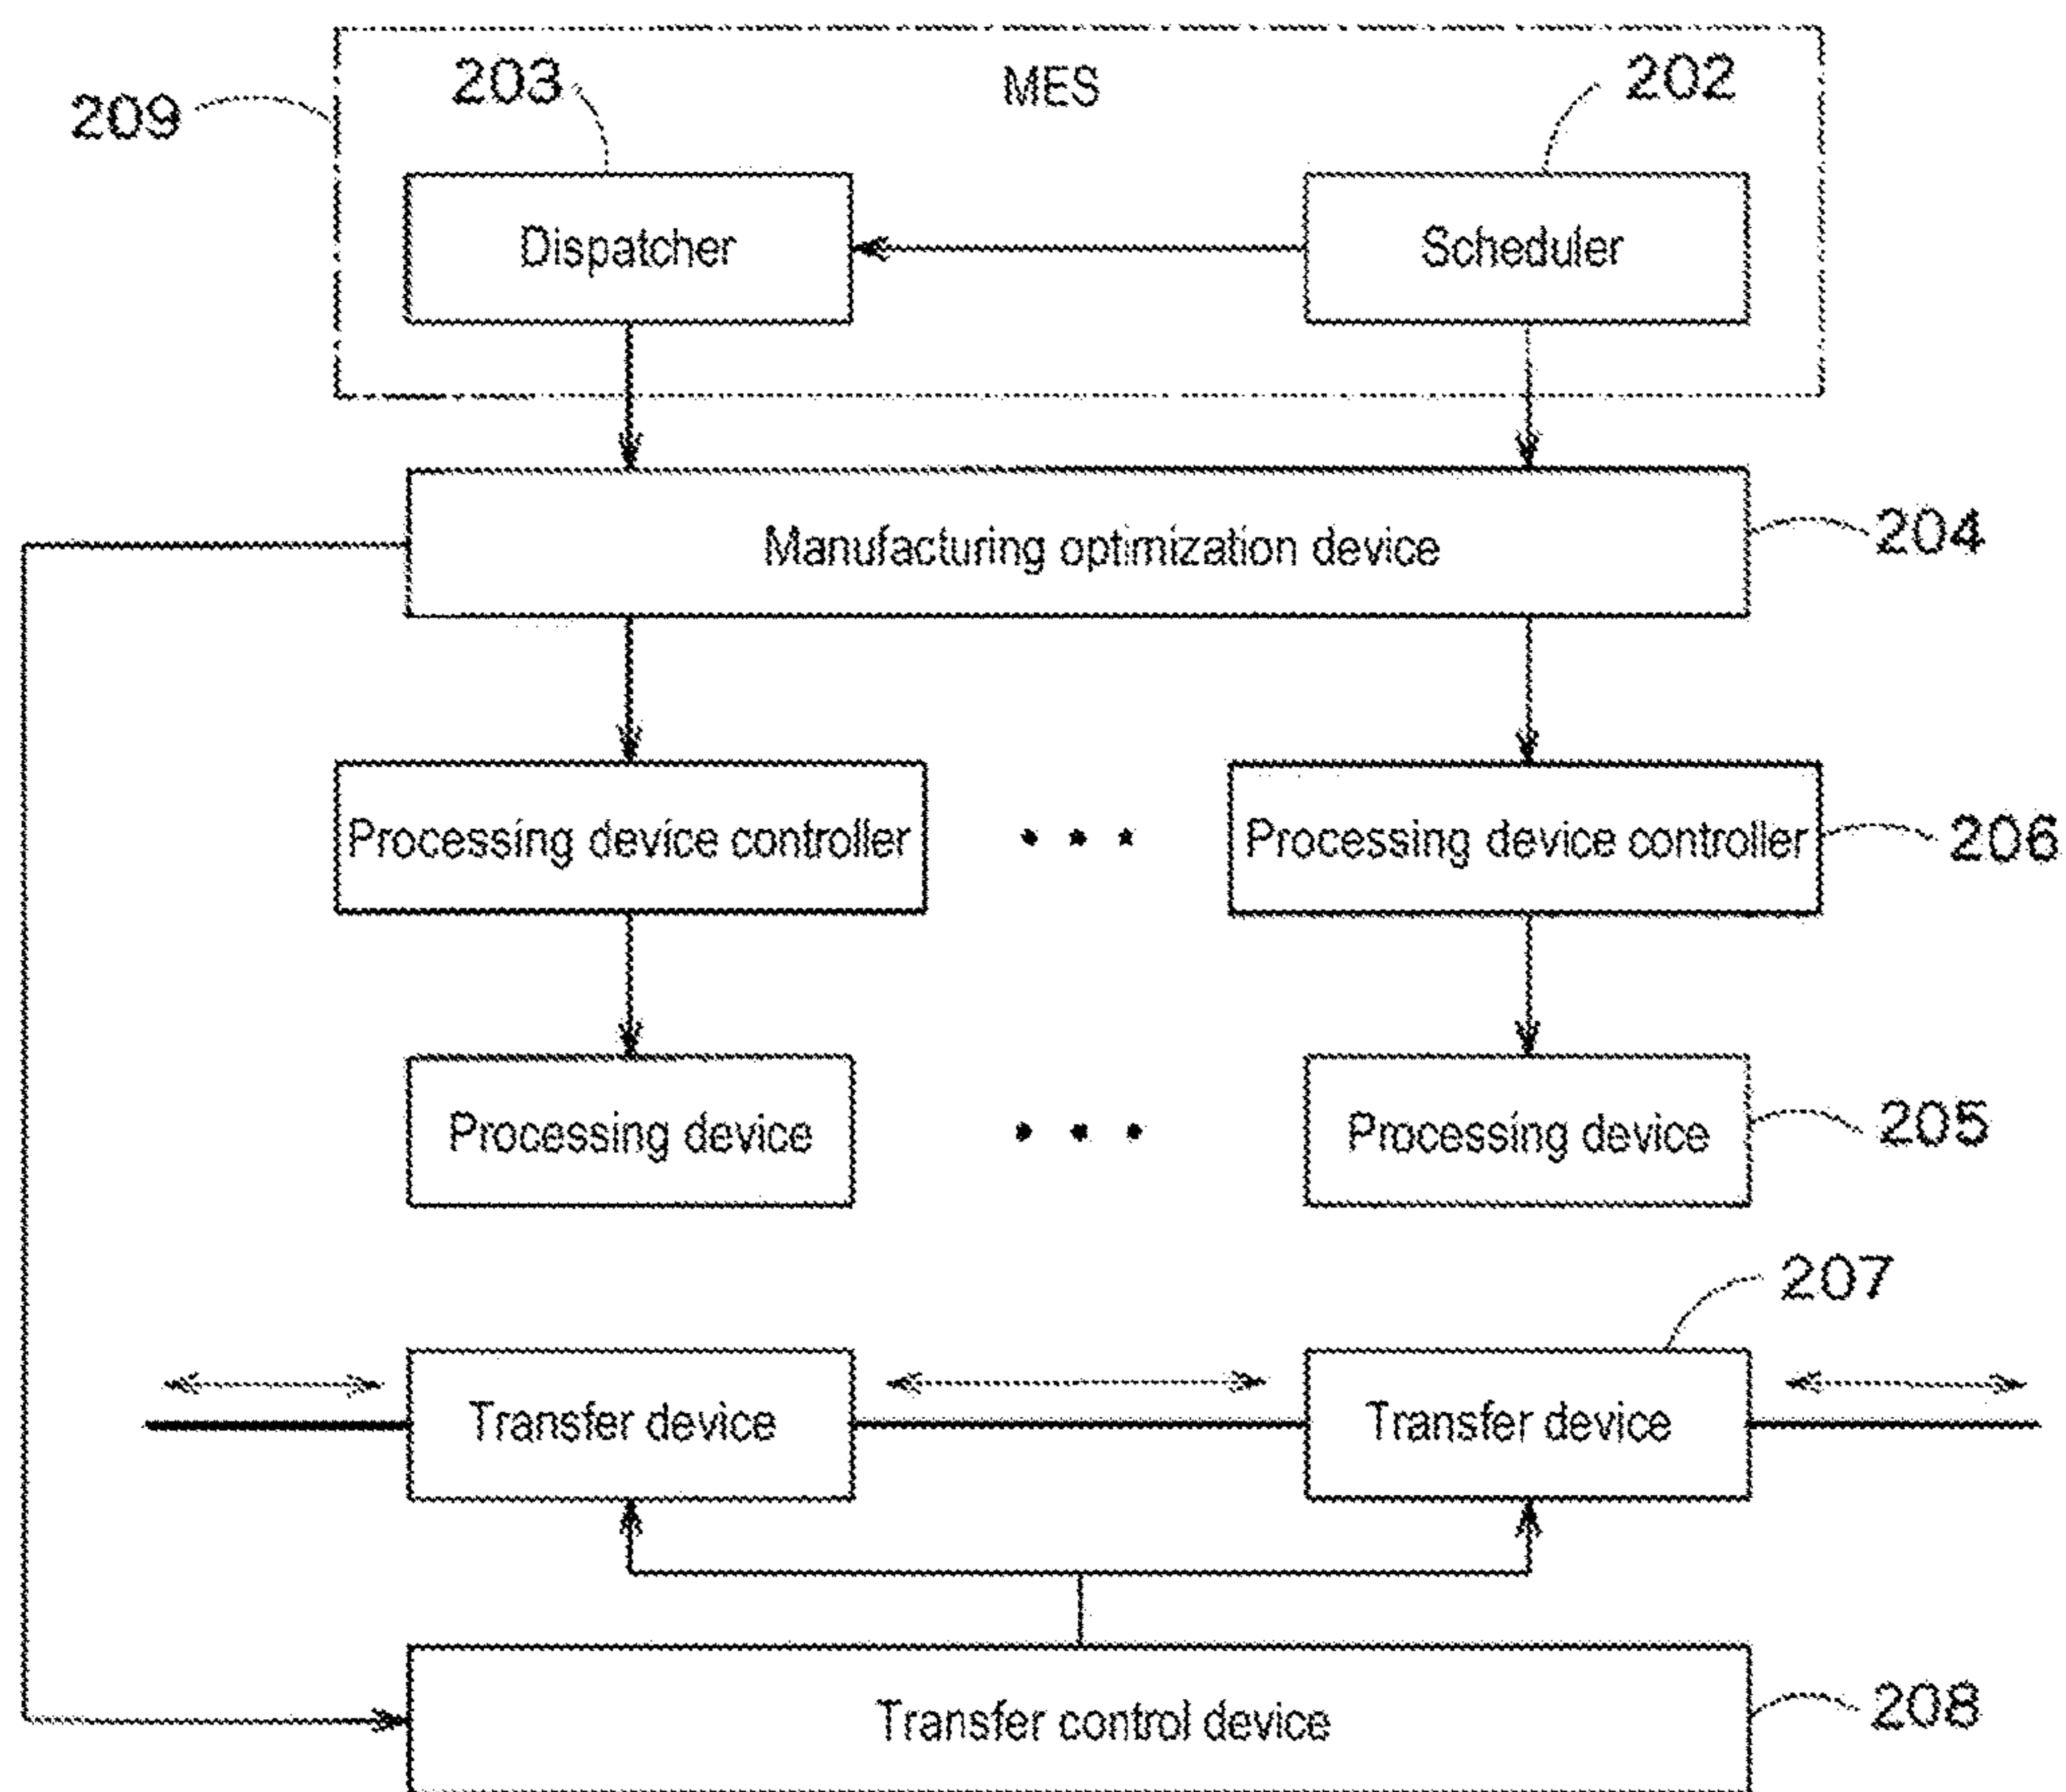 MES
203
202
209
Dispatcher
Scheduler
Manufacturing optimization device
204
Processing device controller
Processing device controller
206
Processing device
Processing device
205
207
Transfer device
Transfer device
Transfer control device
208